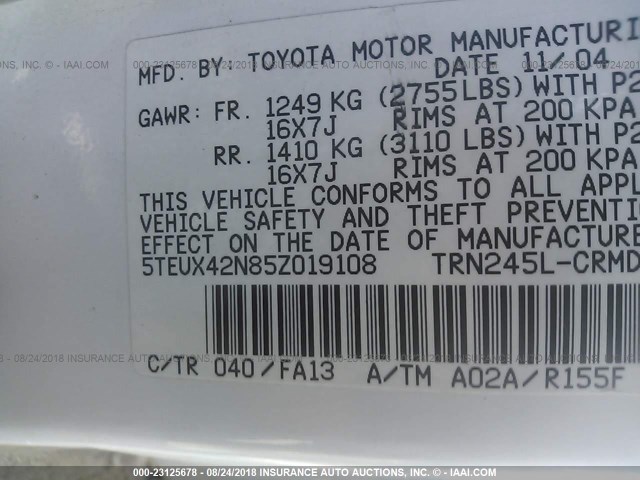 MFD. BY: TOYOTA MOTOR MANUFACTURI
DATE 11/04
GAWR: FR. 1249 KG (2755LBS) WITH P2
16X7J RIMS AT 200 KPA
RR. 1410 KG (3110 LBS) WITH P2
16X7J RIMS AT 200 KPA
THIS VEHICLE CONFORMS TO ALL APPL
VEHICLE SAFETY AND THEFT PREVENTI
EFFECT ON THE DATE OF MANUFACTURE
5TEUX42N85Z019108 TRN245L-CRMD
C/TR 040/FA13 A/TM A02A/R155F
000-23125678 - 08/24/2018 INSURANCE AUTO AUCTIONS, INC. - © IAAI.COM